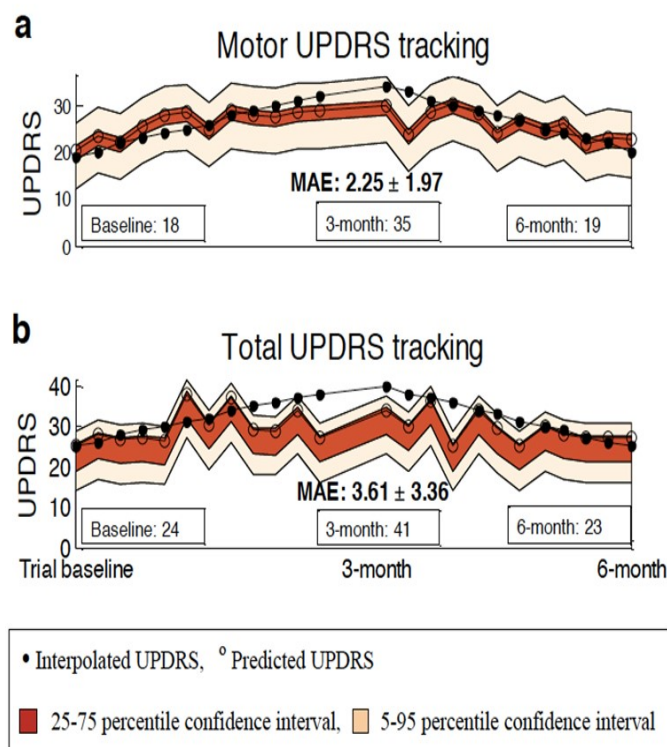 a
Motor UPDRS tracking
30
20
10
0
UPDRS
MAE: 2.25 ± 1.97
Baseline: 18
3-month: 35
6-month: 19
b
Total UPDRS tracking
40
30
20
10
0
UPDRS
MAE: 3.61 ± 3.36
Baseline: 24
3-month: 41
6-month: 23
Trial baseline 3-month 6-month
• Interpolated UPDRS, ° Predicted UPDRS
25-75 percentile confidence interval, 5-95 percentile confidence interval